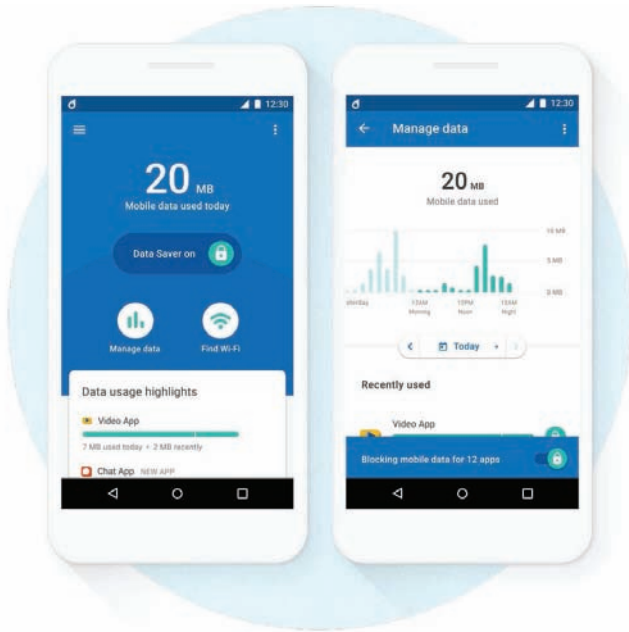 12:30
20 MB
Mobile data used today
Data Saver on
Manage data
Find Wi-Fi
Data usage highlights
Video App
7 MB used today + 2 MB recently
Chat App NEW APP
12:30
Manage data
20 MB
Mobile data used
10 MB
5 MB
0 MB
Morning
Noon
Night
Today
Recently used
Video App
Blocking mobile data for 12 apps